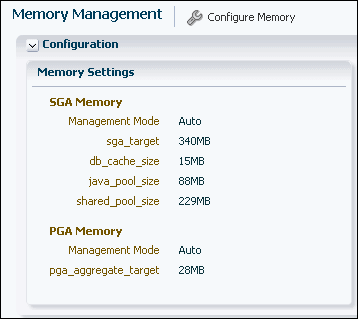 Memory Management Configure Memory
Configuration
Memory Settings
SGA Memory
Management Mode Auto
sga_target 340MB
db_cache_size 15MB
java_pool_size 88MB
shared_pool_size 229MB
PGA Memory
Management Mode Auto
pga_aggregate_target 28MB